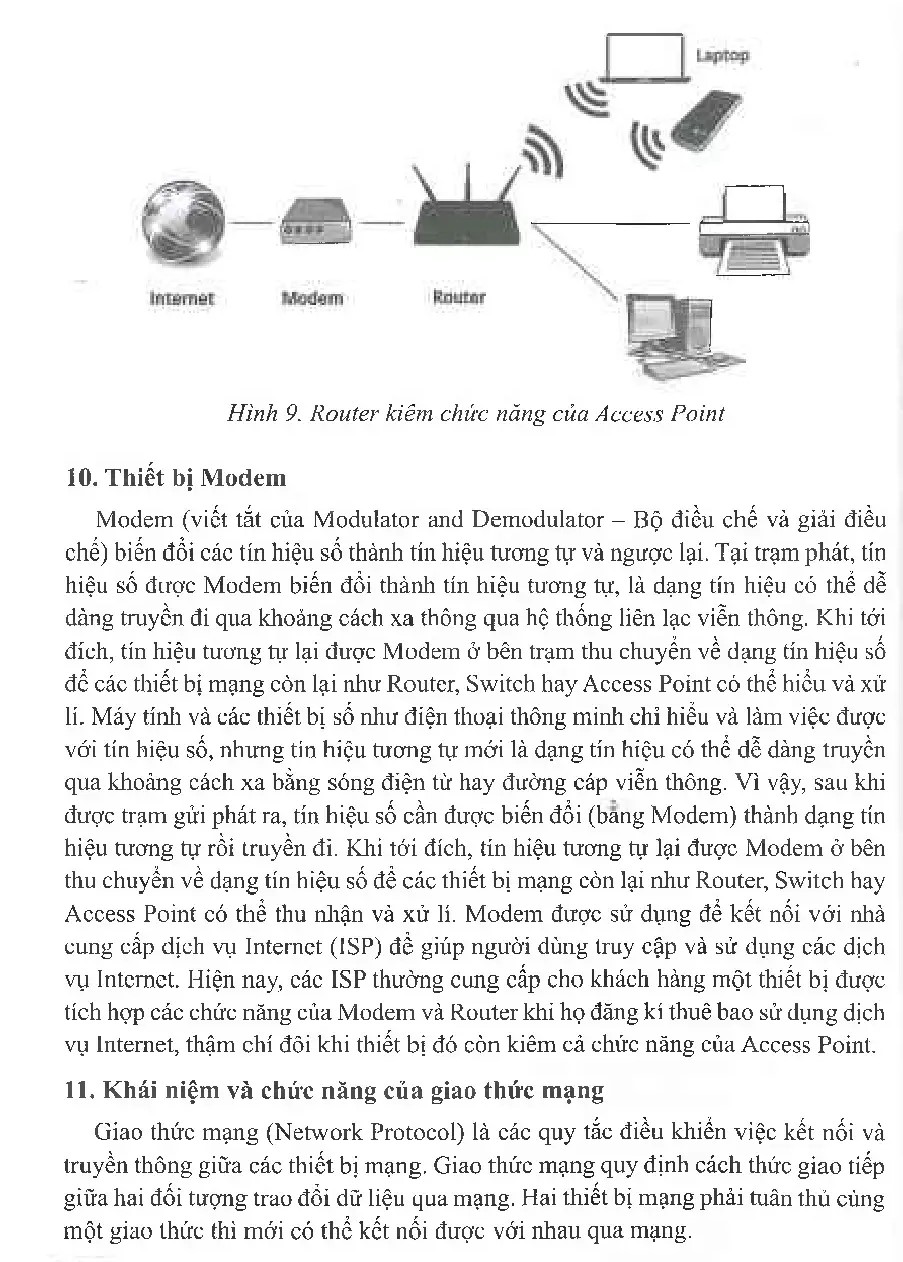 Laptop
Internet
Modem
Router
Hình 9. Router kiêm chức năng của Access Point
10. Thiết bị Modem
Modem (viết tắt của Modulator and Demodulator – Bộ điều chế và giải điều
chế) biến đổi các tín hiệu số thành tín hiệu tương tự và ngược lại. Tại trạm phát, tín
hiệu số được Modem biến đổi thành tín hiệu tương tự, là dạng tín hiệu có thể dễ
dàng truyền đi qua khoảng cách xa thông qua hệ thống liên lạc viễn thông. Khi tới
đích, tín hiệu tương tự lại được Modem ở bên trạm thu chuyển về dạng tín hiệu số
để các thiết bị mạng còn lại như Router, Switch hay Access Point có thể hiểu và xử
lí. Máy tính và các thiết bị số như điện thoại thông minh chỉ hiểu và làm việc được
với tín hiệu số, nhưng tín hiệu tương tự mới là dạng tín hiệu có thể dễ dàng truyền
qua khoảng cách xa bằng sóng điện từ hay đường cáp viễn thông. Vì vậy, sau khi
được trạm gửi phát ra, tín hiệu số cần được biến đổi (bằng Modem) thành dạng tín
hiệu tương tự rồi truyền đi. Khi tới đích, tín hiệu tương tự lại được Modem ở bên
thu chuyển về dạng tín hiệu số để các thiết bị mạng còn lại như Router, Switch hay
Access Point có thể thu nhận và xử lí. Modem được sử dụng để kết nối với nhà
cung cấp dịch vụ Internet (ISP) để giúp người dùng truy cập và sử dụng các dịch
vụ Internet. Hiện nay, các ISP thường cung cấp cho khách hàng một thiết bị được
tích hợp các chức năng của Modem và Router khi họ đăng kí thuê bao sử dụng dịch
vụ Internet, thậm chí đôi khi thiết bị đó còn kiêm cả chức năng của Access Point.
11. Khái niệm và chức năng của giao thức mạng
Giao thức mạng (Network Protocol) là các quy tắc điều khiển việc kết nối và
truyền thông giữa các thiết bị mạng. Giao thức mạng quy định cách thức giao tiếp
giữa hai đối tượng trao đổi dữ liệu qua mạng. Hai thiết bị mạng phải tuân thủ cùng
một giao thức thì mới có thể kết nối được với nhau qua mạng.